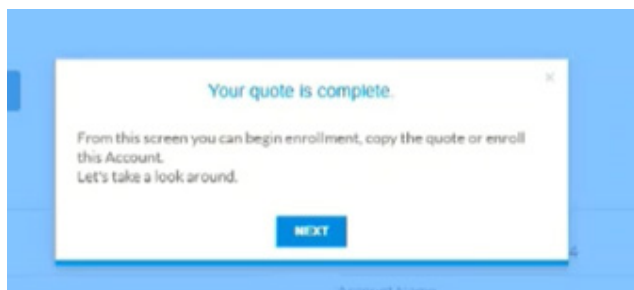 Your quote is complete.
From this screen you can begin enrollment, copy the quote or enroll
this Account.
Let's take a look around.
NEXT
4